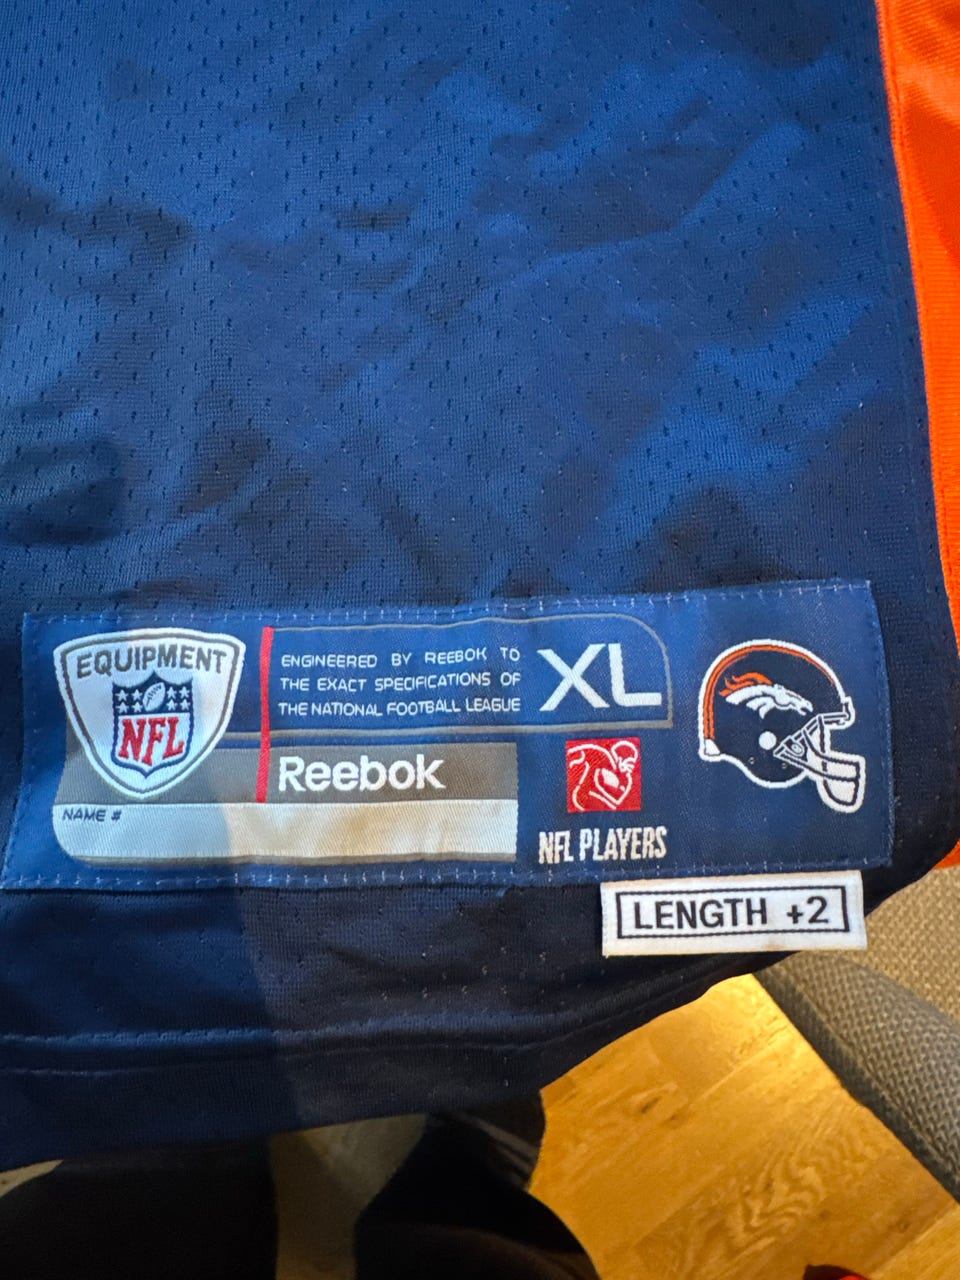 EQUIPMENT
NFL
ENGINEERED BY REEBOK TO
THE EXACT SPECIFICATIONS OF
THE NATIONAL FOOTBALL LEAGUE
XL
Reebok
NAME #
NFL PLAYERS
LENGTH +2